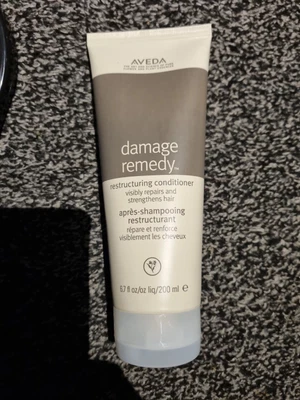 AVEDA
damage
remedy™
restructuring conditioner
visibly repairs and
strengthens hair
après-shampooing
restructurant
répare et renforce
visiblement les cheveux
6.7 fl oz/oz liq/200 ml ℮